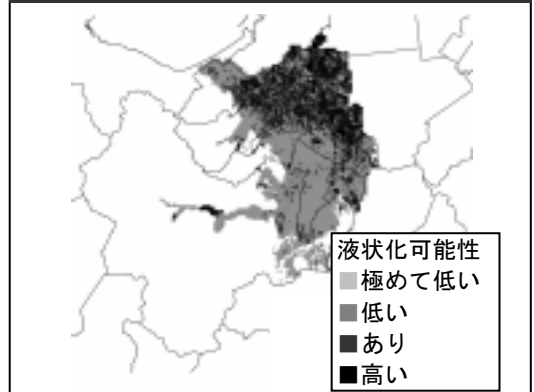 液状化可能性
極めて低い
低い
あり
高い